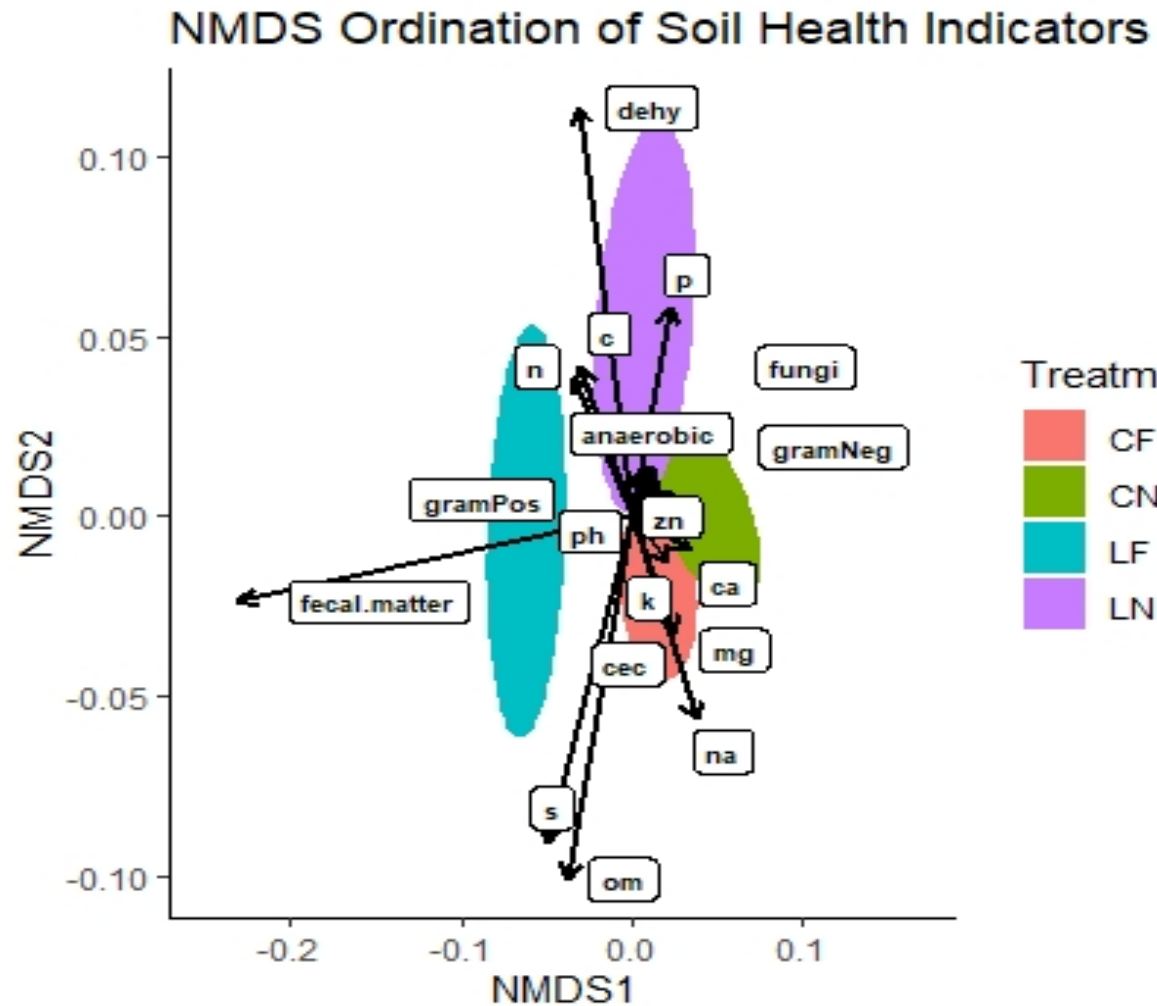 NMDS Ordination of Soil Health Indicators
dehy
0.10
p
0.05
c
n
fungi
Treatm
anaerobic
gramNeg
CF
NMDS2
gramPos
CN
0.00
zn
ph
LF
fecal.matter
k
ca
LN
cec
mg
-0.05
na
s
-0.10
om
-0.2
-0.1
0.0
0.1
NMDS1